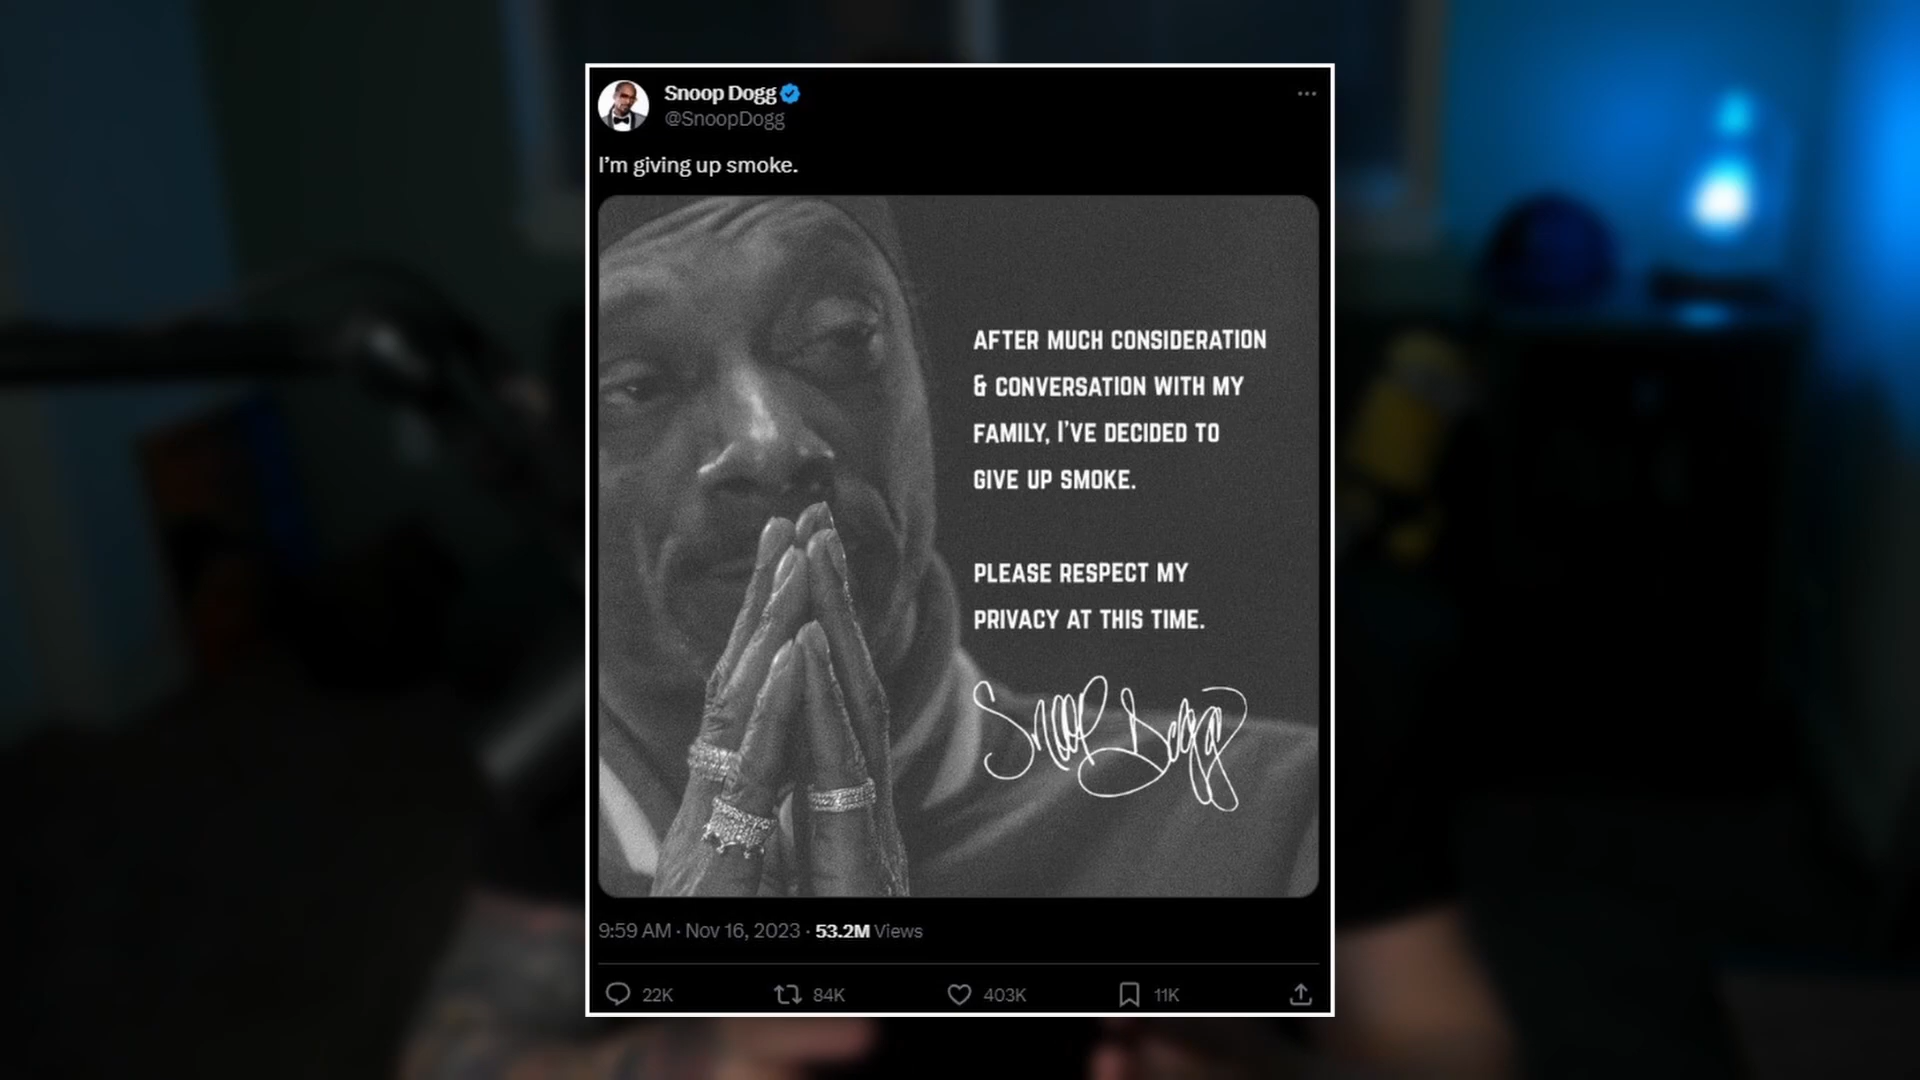 Snoop Dogg
@SnoopDogg
I'm giving up smoke.
AFTER MUCH CONSIDERATION
& CONVERSATION WITH MY
FAMILY, I'VE DECIDED TO
GIVE UP SMOKE.
PLEASE RESPECT MY
PRIVACY AT THIS TIME.
Snoop Dogg
9:59 AM · Nov 16, 2023 · 53.2M Views
22K 84K 403K 11K